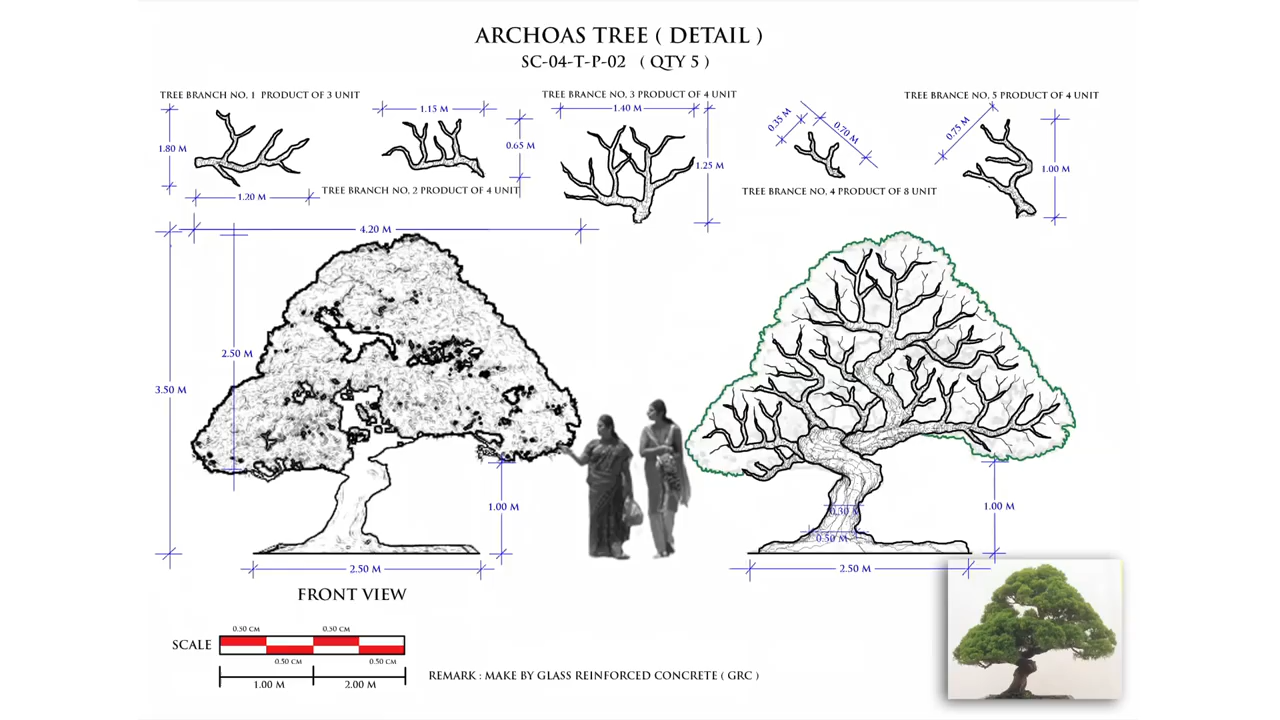 ARCHOAS TREE ( DETAIL )
SC-04-T-P-02 ( QTY 5 )
TREE BRANCH NO. 1 PRODUCT OF 3 UNIT
1.80 M
1.20 M
1.15 M
0.65 M
TREE BRANCH NO, 2 PRODUCT OF 4 UNIT
TREE BRANCE NO, 3 PRODUCT OF 4 UNIT
1.40 M
1.25 M
0.35 M
0.70 M
TREE BRANCE NO, 4 PRODUCT OF 8 UNIT
TREE BRANCE NO, 5 PRODUCT OF 4 UNIT
0.75 M
1.00 M
4.20 M
2.50 M
3.50 M
1.00 M
2.50 M
FRONT VIEW
0.30 M
0.50 M
1.00 M
2.50 M
SCALE
0.50 CM
0.50 CM
0.50 CM
0.50 CM
1.00 M
2.00 M
REMARK : MAKE BY GLASS REINFORCED CONCRETE ( GRC )